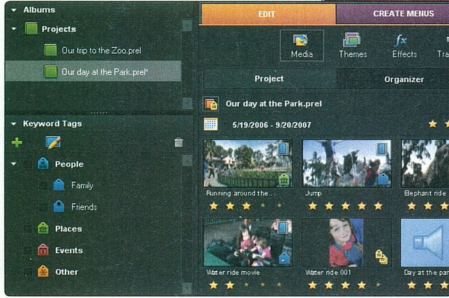 Albums
Projects
Our trip to the Zoo.prel
Our day at the Park.prel*
Keyword Tags
People
Family
Friends
Places
Events
Other
EDIT
CREATE MENUS
Media
Themes
fx
Effects
Tra
Project
Organizer
Our day at the Park.prel
5/19/2006 - 9/20/2007
Running around the...
Jump
Elephant ride
Water ride movie
Water ride 001
Day at the par